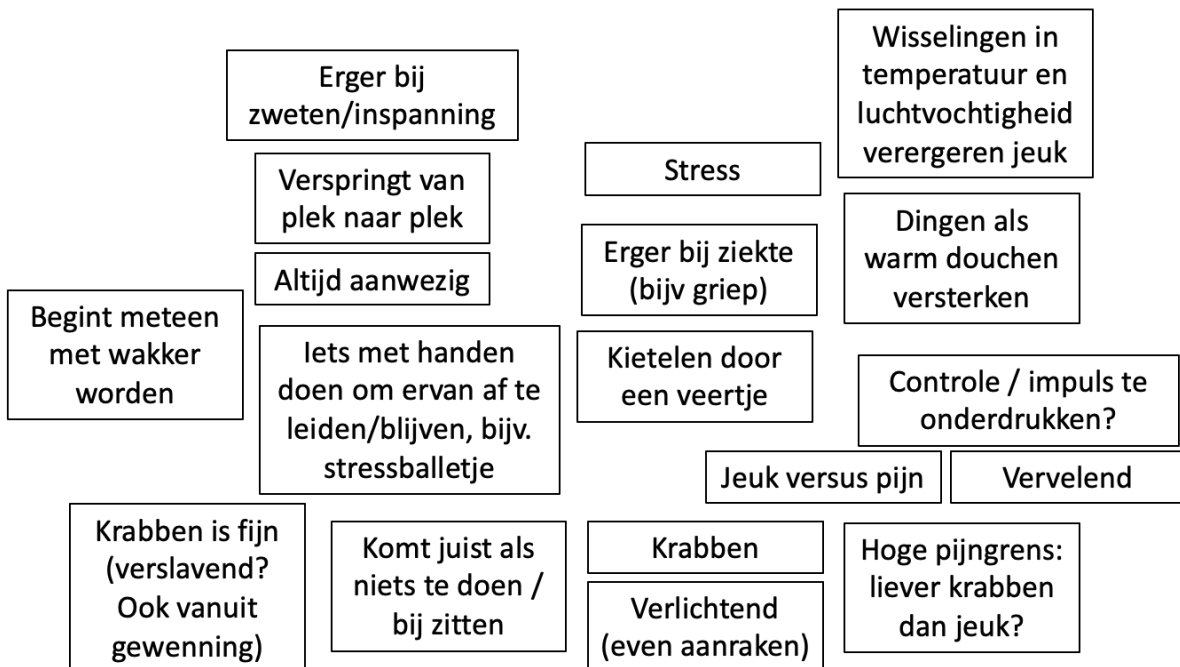 Wisselingen in
temperatuur en
luchtvochtigheid
verergeren jeuk
Erger bij
zweten/inspanning
Stress
Verspringt van
plek naar plek
Dingen als
warm douchen
versterken
Erger bij ziekte
(bijv griep)
Altijd aanwezig
Begint meteen
met wakker
worden
Iets met handen
doen om ervan af te
leiden/blijven, bijv.
stressballetje
Kietelen door
een veertje
Controle / impuls te
onderdrukken?
Jeuk versus pijn
Vervelend
Krabben is fijn
(verslavend?
Ook vanuit
gewenning)
Komt juist als
niets te doen /
bij zitten
Krabben
Verlichtend
(even aanraken)
Hoge pijngrens:
liever krabben
dan jeuk?